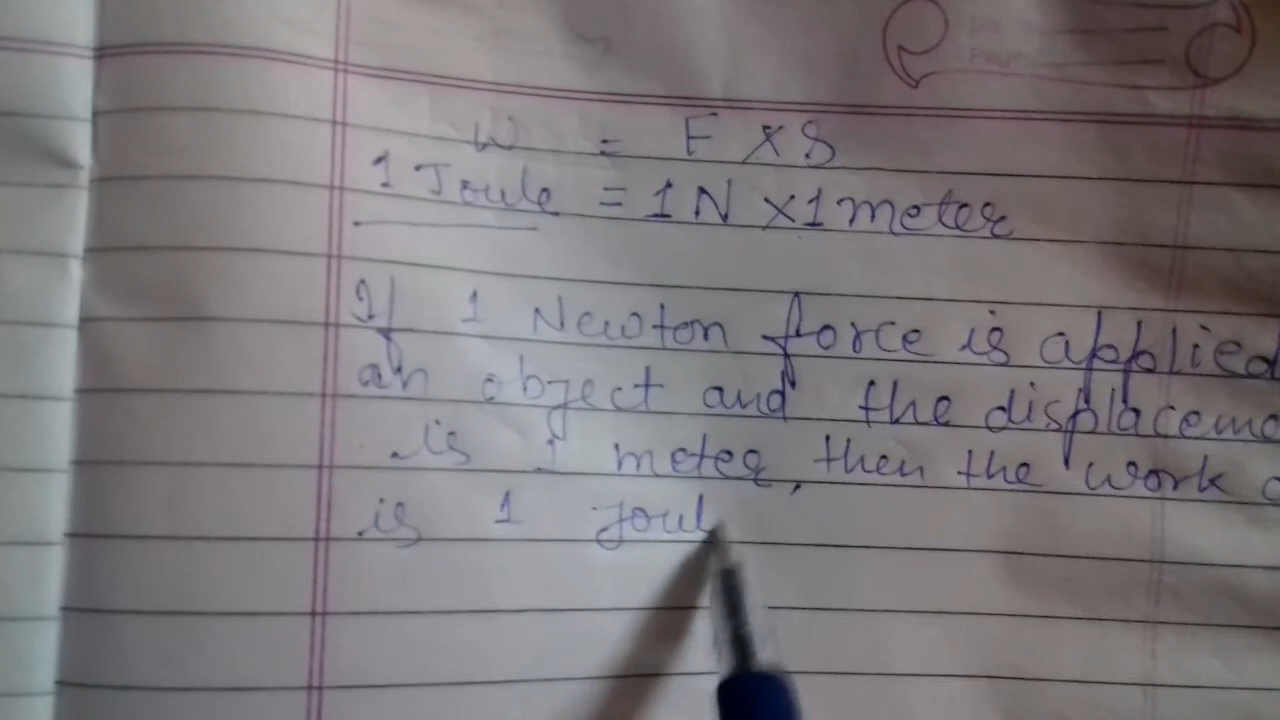 W = F X S
1 Joule = 1 N X 1 meter
If 1 Newton force is applied
an object and the displaceme
is 1 meter, then the work
is 1 Joul